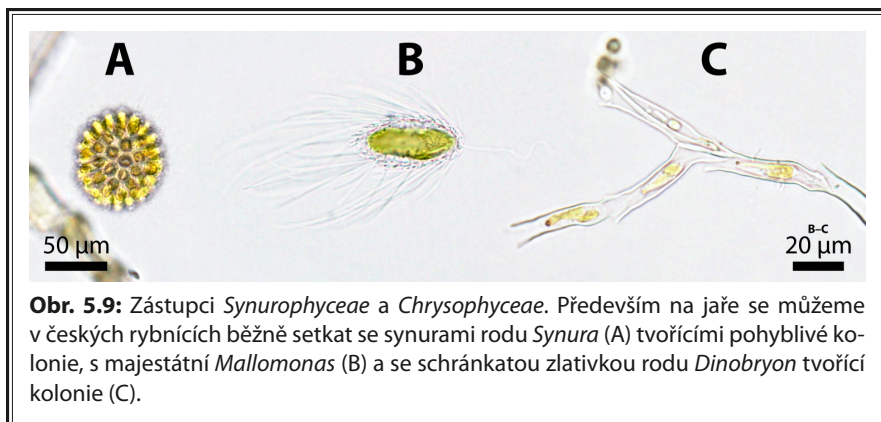 A B C
50 µm
B–C
20 µm
Obr. 5.9: Zástupci Synurophyceae a Chrysophyceae. Především na jaře se můžeme
v českých rybnících běžně setkat se synurami rodu Synura (A) tvořícími pohyblivé ko-
lonie, s majestátní Mallomonas (B) a se schránkatou zlativkou rodu Dinobryon tvořící
kolonie (C).